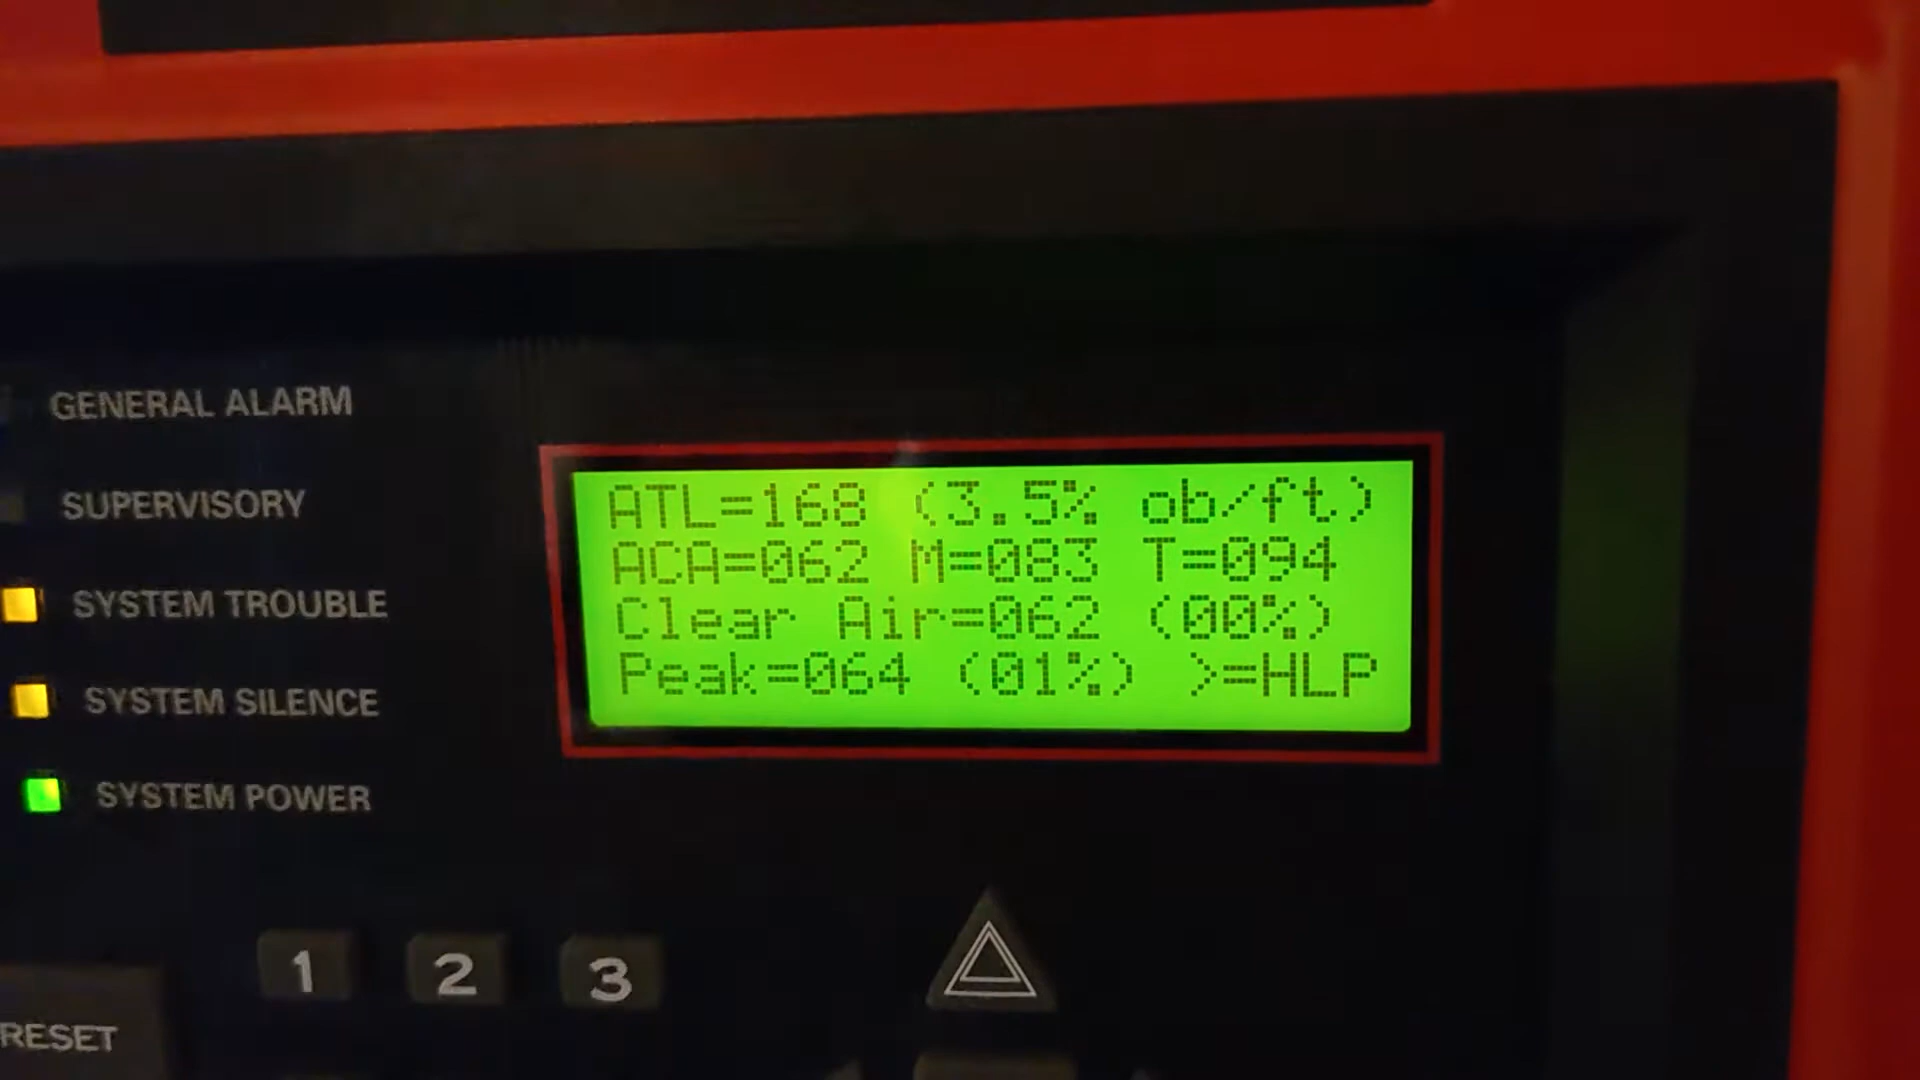 GENERAL ALARM
SUPERVISORY
SYSTEM TROUBLE
SYSTEM SILENCE
SYSTEM POWER
ATL=168 (3.5% ob/ft)
ACA=062 M=083 T=094
Clear Air=062 (00%)
Peak=064 (01%) >=HLP
1 2 3
RESET